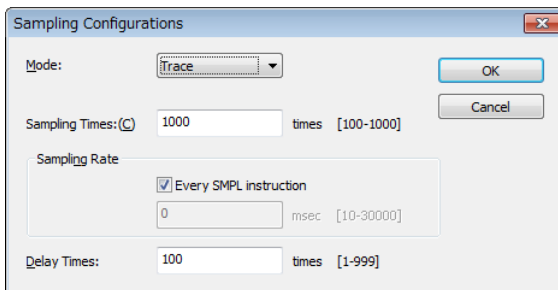 Sampling Configurations
Mode: Trace OK
Cancel
Sampling Times:(C) 1000 times [100-1000]
Sampling Rate
Every SMPL instruction
0 msec [10-30000]
Delay Times: 100 times [1-999]